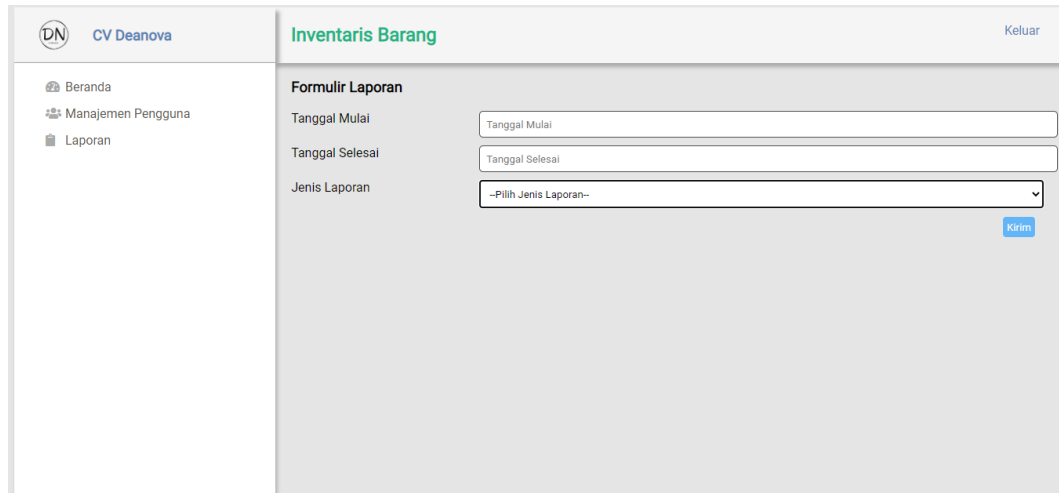 DN
CV Deanova
Inventaris Barang
Keluar
Beranda
Manajemen Pengguna
Laporan
Formulir Laporan
Tanggal Mulai
Tanggal Mulai
Tanggal Selesai
Tanggal Selesai
Jenis Laporan
--Pilih Jenis Laporan--
Kirim